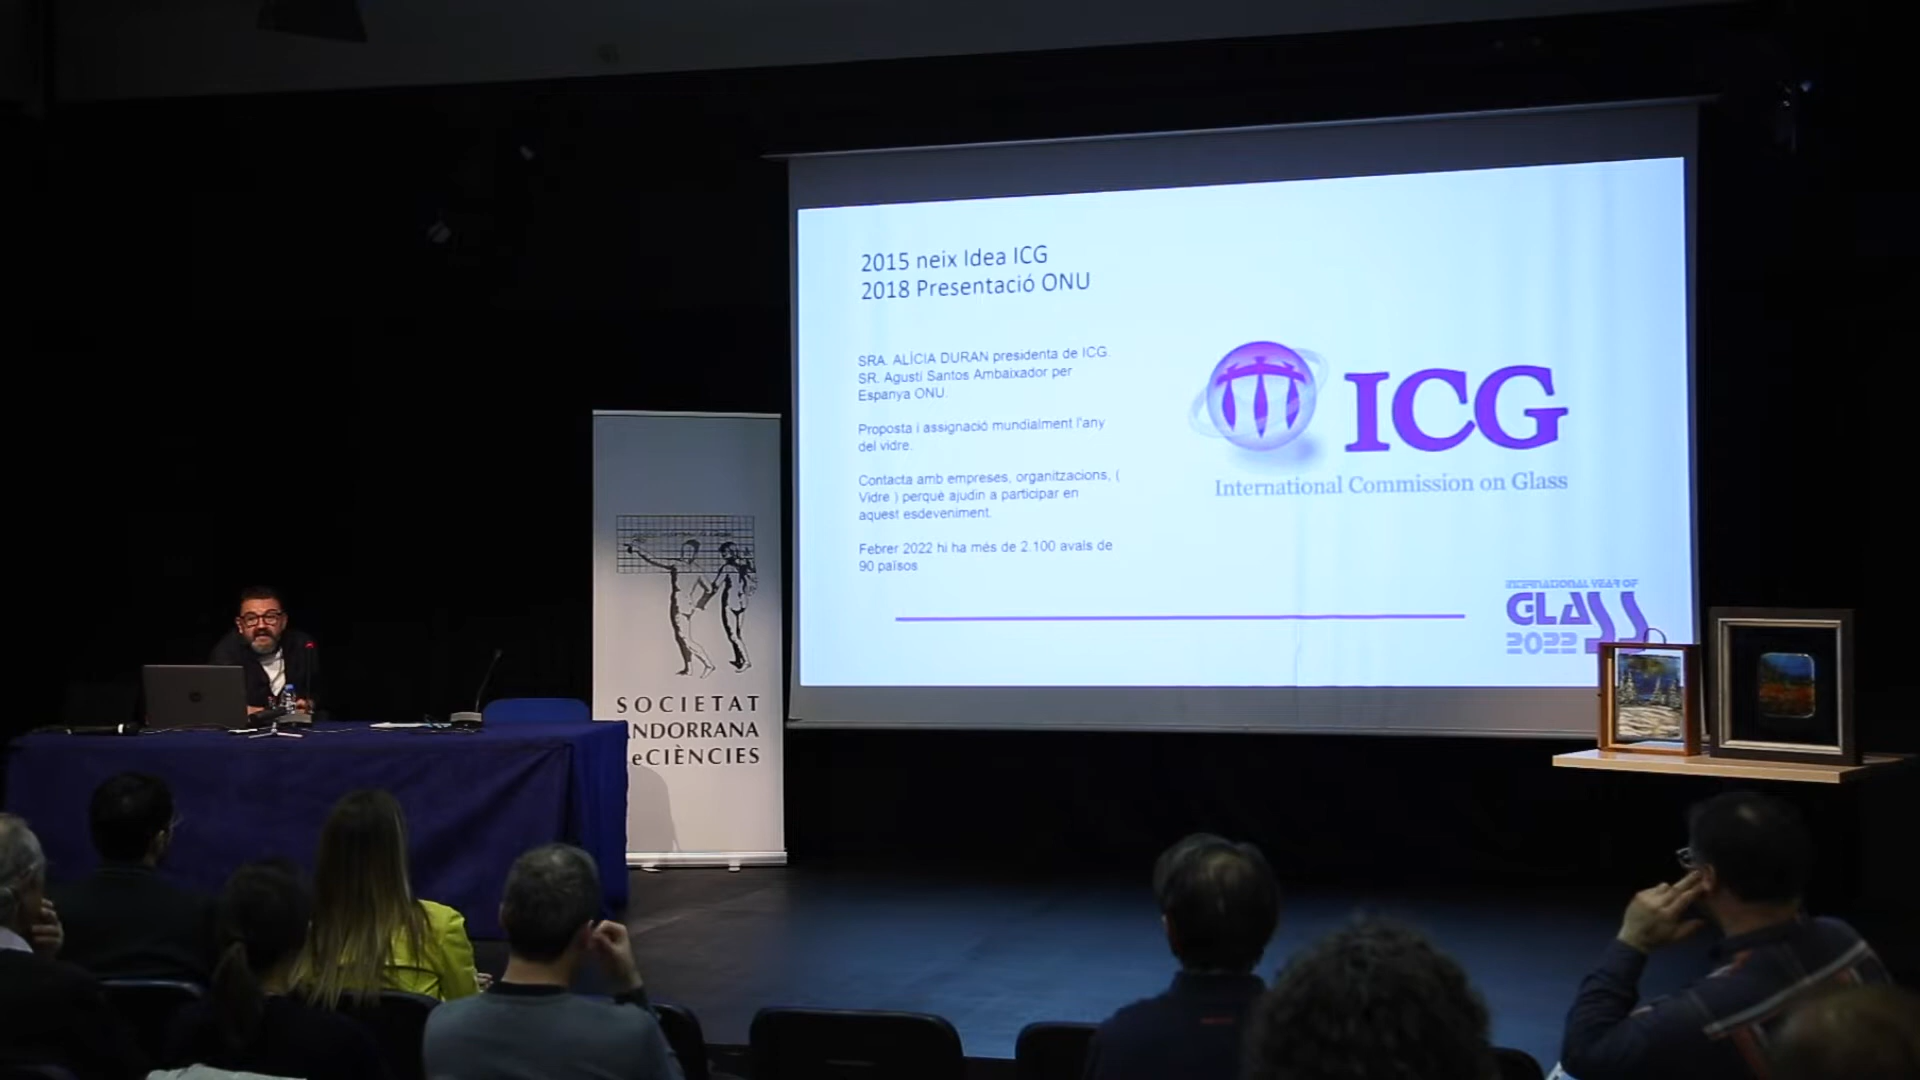 2015 neix Idea ICG
2018 Presentació ONU
SRA. ALÍCIA DURAN presidenta de ICG.
SR. Agustí Santos Ambaixador per
Espanya ONU.
Proposta i assignació mundialment l'any
del vidre.
Contacta amb empreses, organitzacions, (
Vidre ) perquè ajudin a participar en
aquest esdeveniment.
Febrer 2022 hi ha més de 2.100 avals de
90 països
ICG
International Commission on Glass
INTERNATIONAL YEAR OF
GLASS
2022
SOCIETAT
ANDORRANA
DeCIÈNCIES